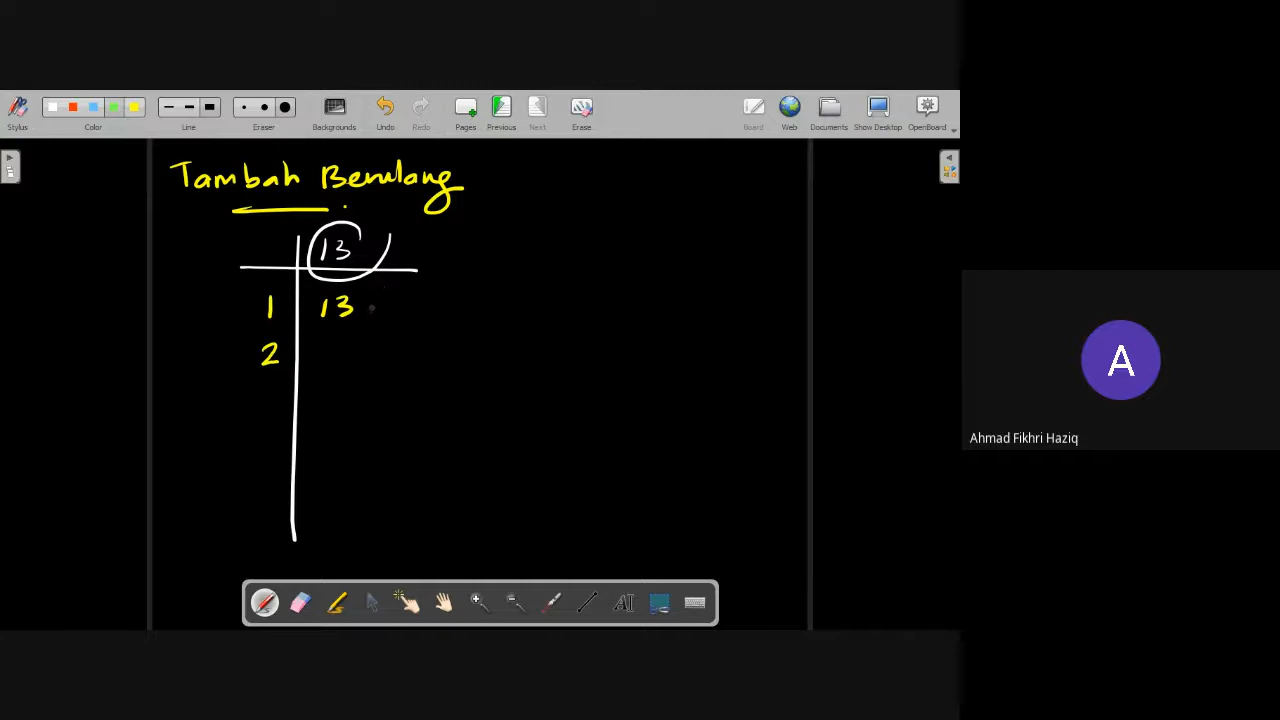 Stylus Color Line Eraser Backgrounds Undo Redo Pages Previous Next Erase Board Web Documents Show Desktop OpenBoard
Tambah Berulang
13
1 13
2
A
Ahmad Fikhri Haziq
AI